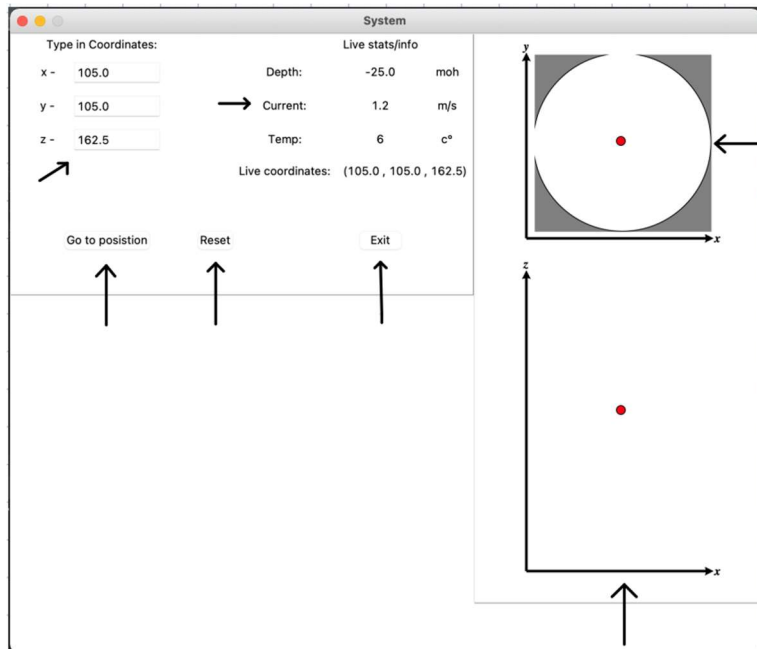 System
Type in Coordinates:
x - 105.0
y - 105.0
z - 162.5
Go to posistion
Reset
Live stats/info
Depth: -25.0 moh
Current: 1.2 m/s
Temp: 6 c°
Live coordinates: (105.0 , 105.0 , 162.5)
Exit
y
x
z
x